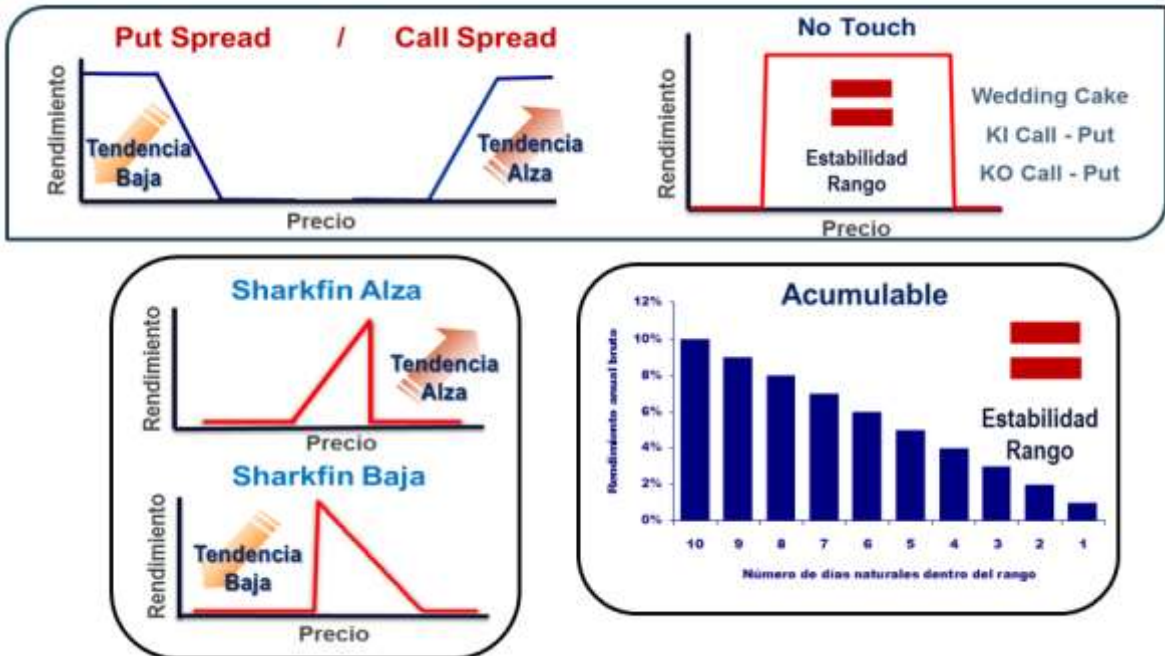 Put Spread / Call Spread
Rendimiento
Tendencia
Baja
Tendencia
Alza
Precio
No Touch
Rendimiento
Estabilidad
Rango
Precio
Wedding Cake
KI Call - Put
KO Call - Put
Sharkfin Alza
Rendimiento
Tendencia
Alza
Precio
Sharkfin Baja
Rendimiento
Tendencia
Baja
Precio
Acumulable
Rendimiento anual bruto
12%
10%
8%
6%
4%
2%
0%
Estabilidad
Rango
10 9 8 7 6 5 4 3 2 1
Número de días naturales dentro del rango